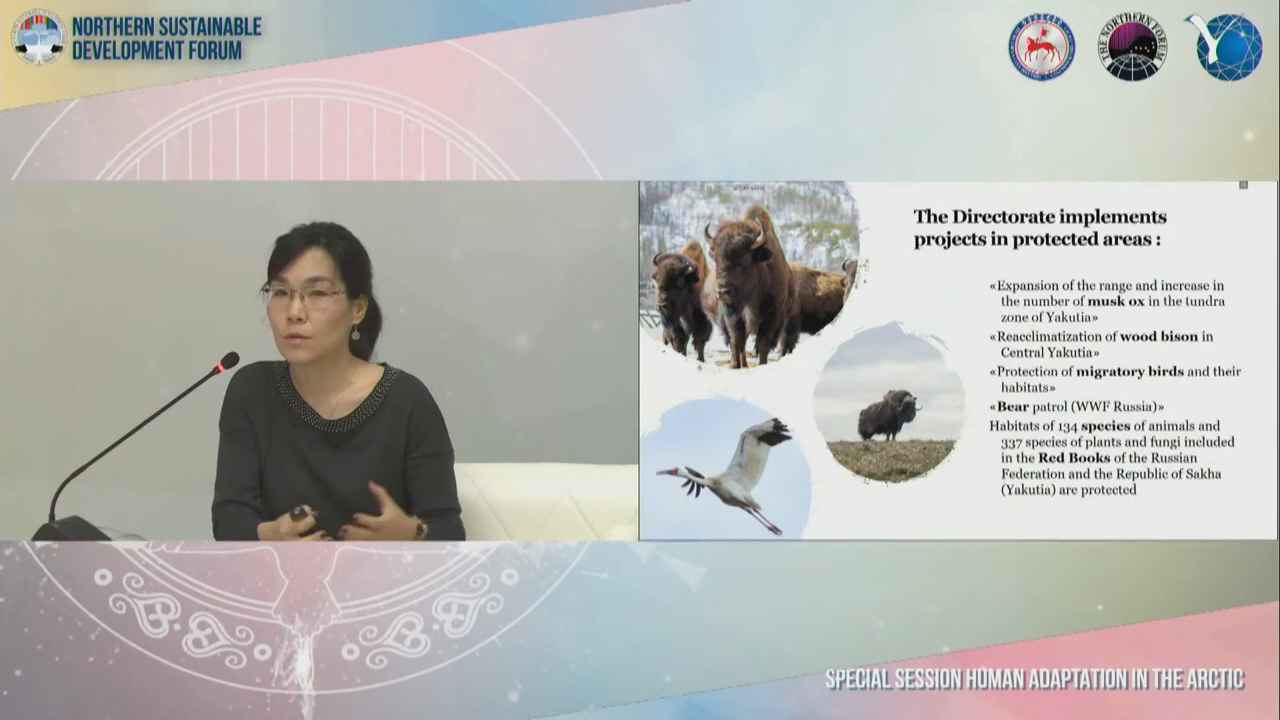 NORTHERN SUSTAINABLE
DEVELOPMENT FORUM
THE NORTHERN FORUM
The Directorate implements
projects in protected areas :
«Expansion of the range and increase in
the number of musk ox in the tundra
zone of Yakutia»
«Reacclimatization of wood bison in
Central Yakutia»
«Protection of migratory birds and their
habitats»
«Bear patrol (WWF Russia)»
Habitats of 134 species of animals and
337 species of plants and fungi included
in the Red Books of the Russian
Federation and the Republic of Sakha
(Yakutia) are protected
SPECIAL SESSION HUMAN ADAPTATION IN THE ARCTIC